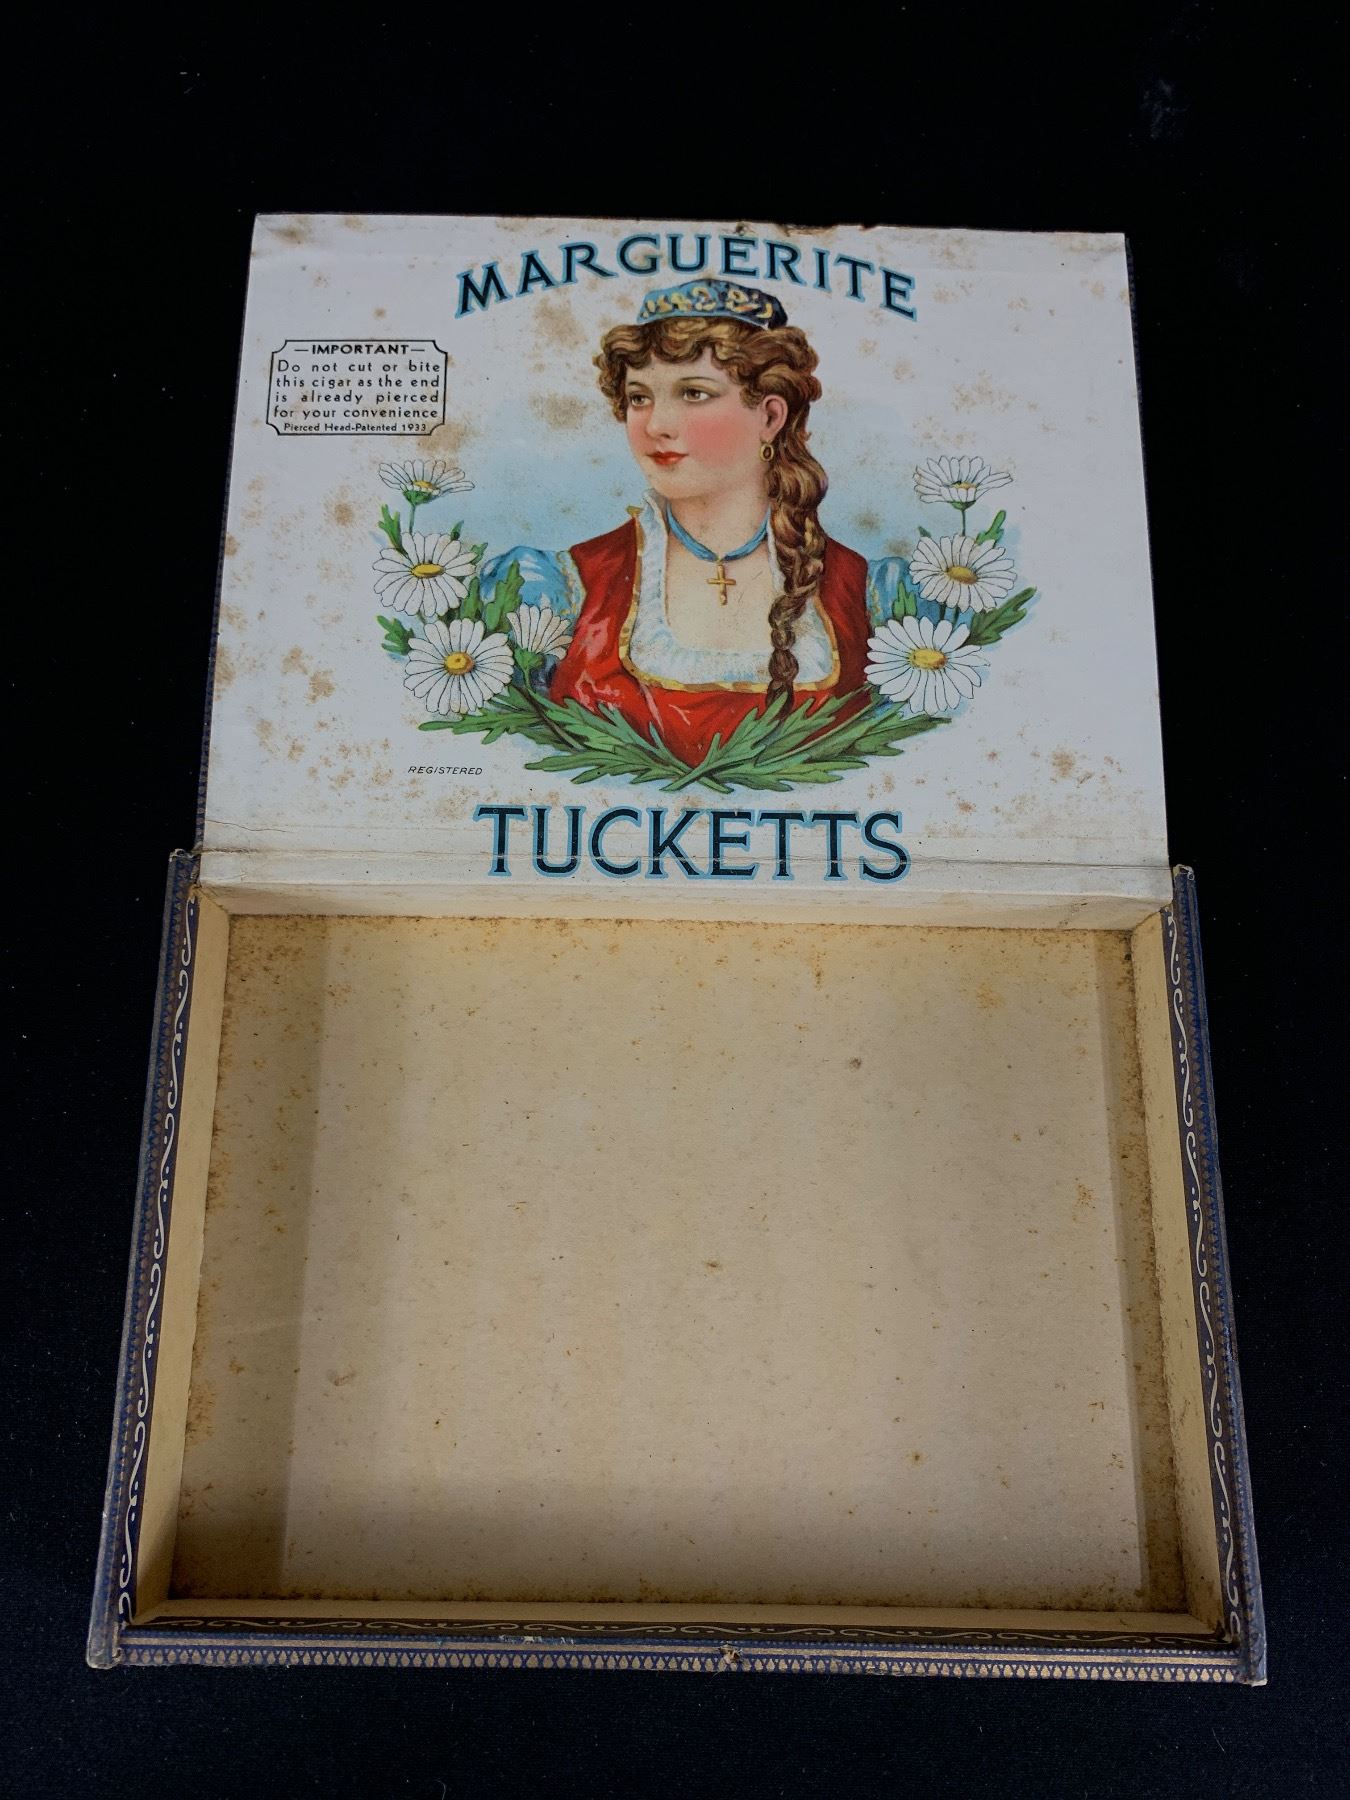 MARGUERITE
—IMPORTANT—
Do not cut or bite
this cigar as the end
is already pierced
for your convenience
Pierced Head-Patented 1933
REGISTERED
TUCKETTS